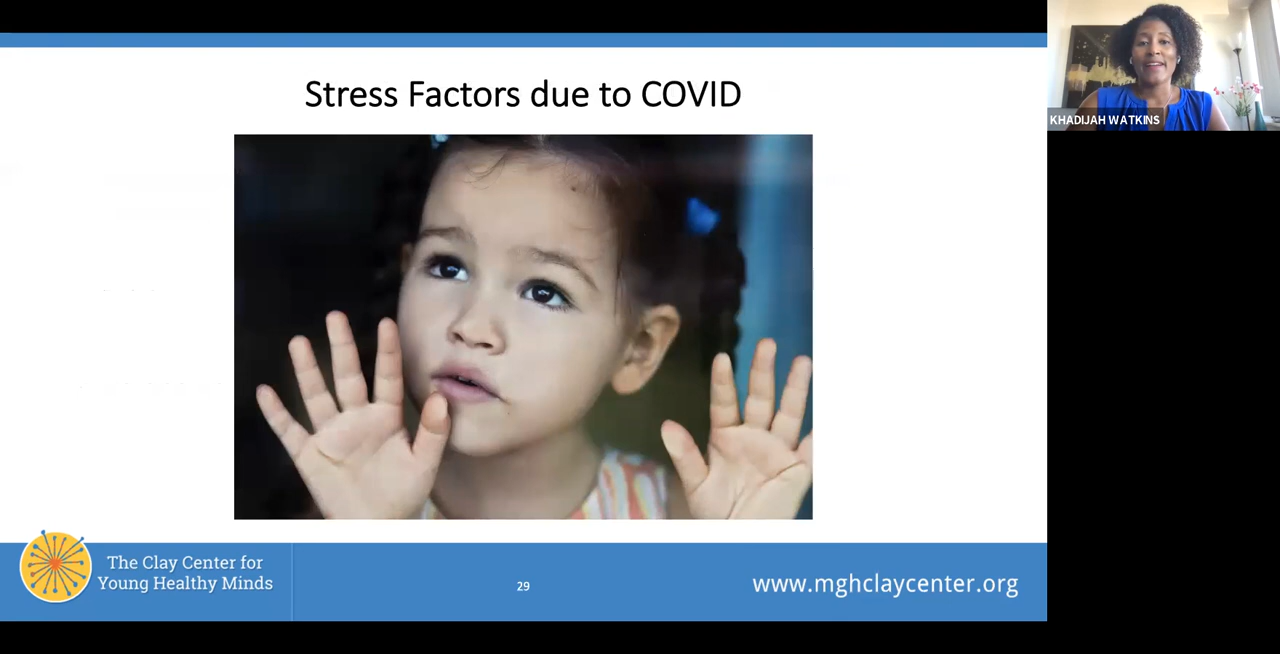 Stress Factors due to COVID
KHADIJAH WATKINS
The Clay Center for
Young Healthy Minds
29
www.mghclaycenter.org